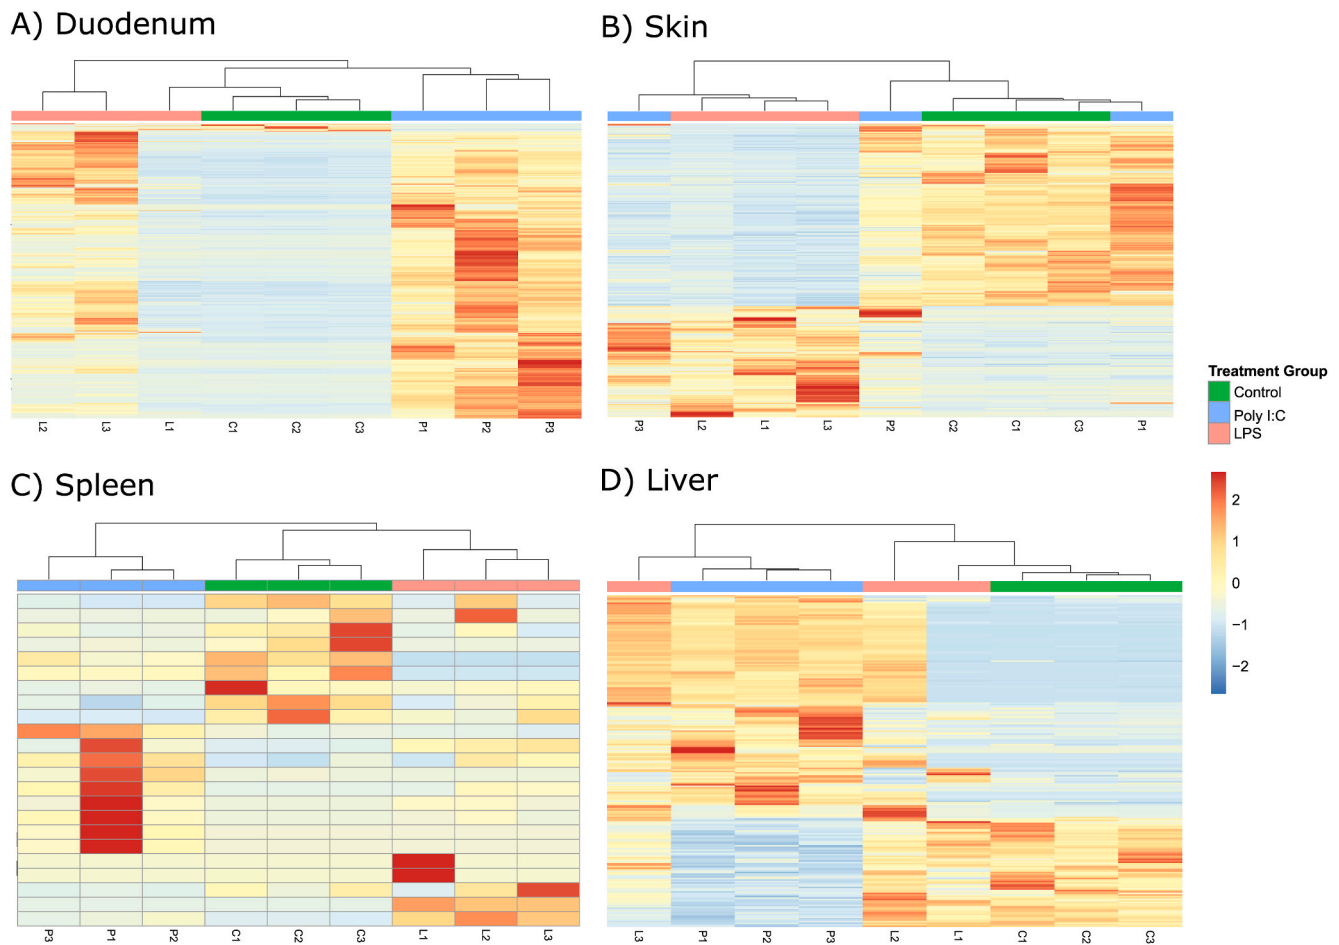 A) Duodenum
B) Skin
L2 L3 L1 C1 C2 C3 P1 P2 P3
P3 L2 L1 L3 P2 C2 C1 C3 P1
Treatment Group
Control
Poly I:C
LPS
2
1
0
−1
−2
C) Spleen
D) Liver
P3 P1 P2 C1 C2 C3 L1 L2 L3
L3 P1 P2 P3 L2 L1 C1 C2 C3